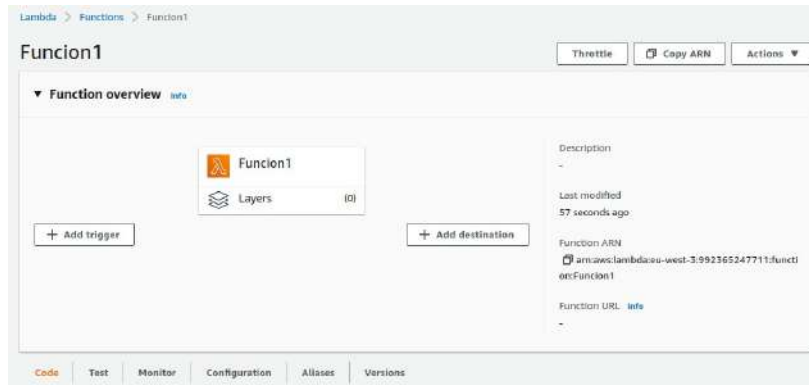 Lambda > Functions > Funcion1
Funcion1
Throttle
Copy ARN
Actions ▼
▼ Function overview Info
Funcion1
Layers (0)
+ Add trigger
+ Add destination
Description
-
Last modified
57 seconds ago
Function ARN
arn:aws:lambda:eu-west-3:992365247711:functi
on:Funcion1
Function URL Info
-
Code
Test
Monitor
Configuration
Aliases
Versions